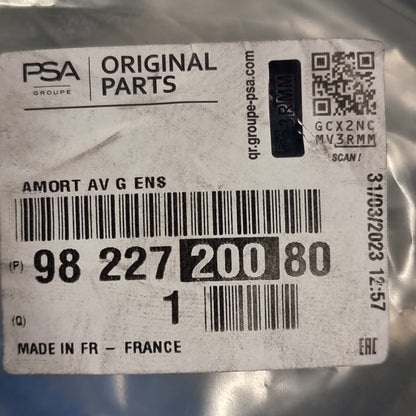 PSA
GROUPE
ORIGINAL
PARTS
qr.groupe-psa.com
GCX2NC
MV3RMM
SCAN!
AMORT AV G ENS
(P) 98 227 200 80
(Q) 1
31/03/2023 12:57
MADE IN FR - FRANCE
EAC